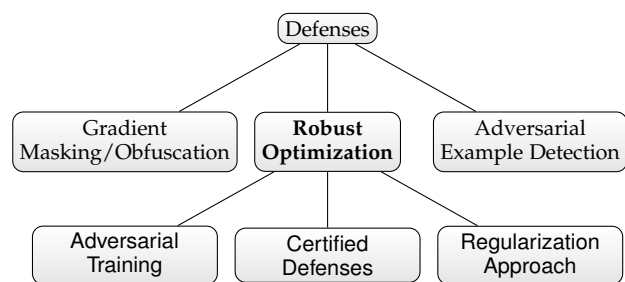 Defenses
Gradient
Masking/Obfuscation
Robust
Optimization
Adversarial
Example Detection
Adversarial
Training
Certified
Defenses
Regularization
Approach